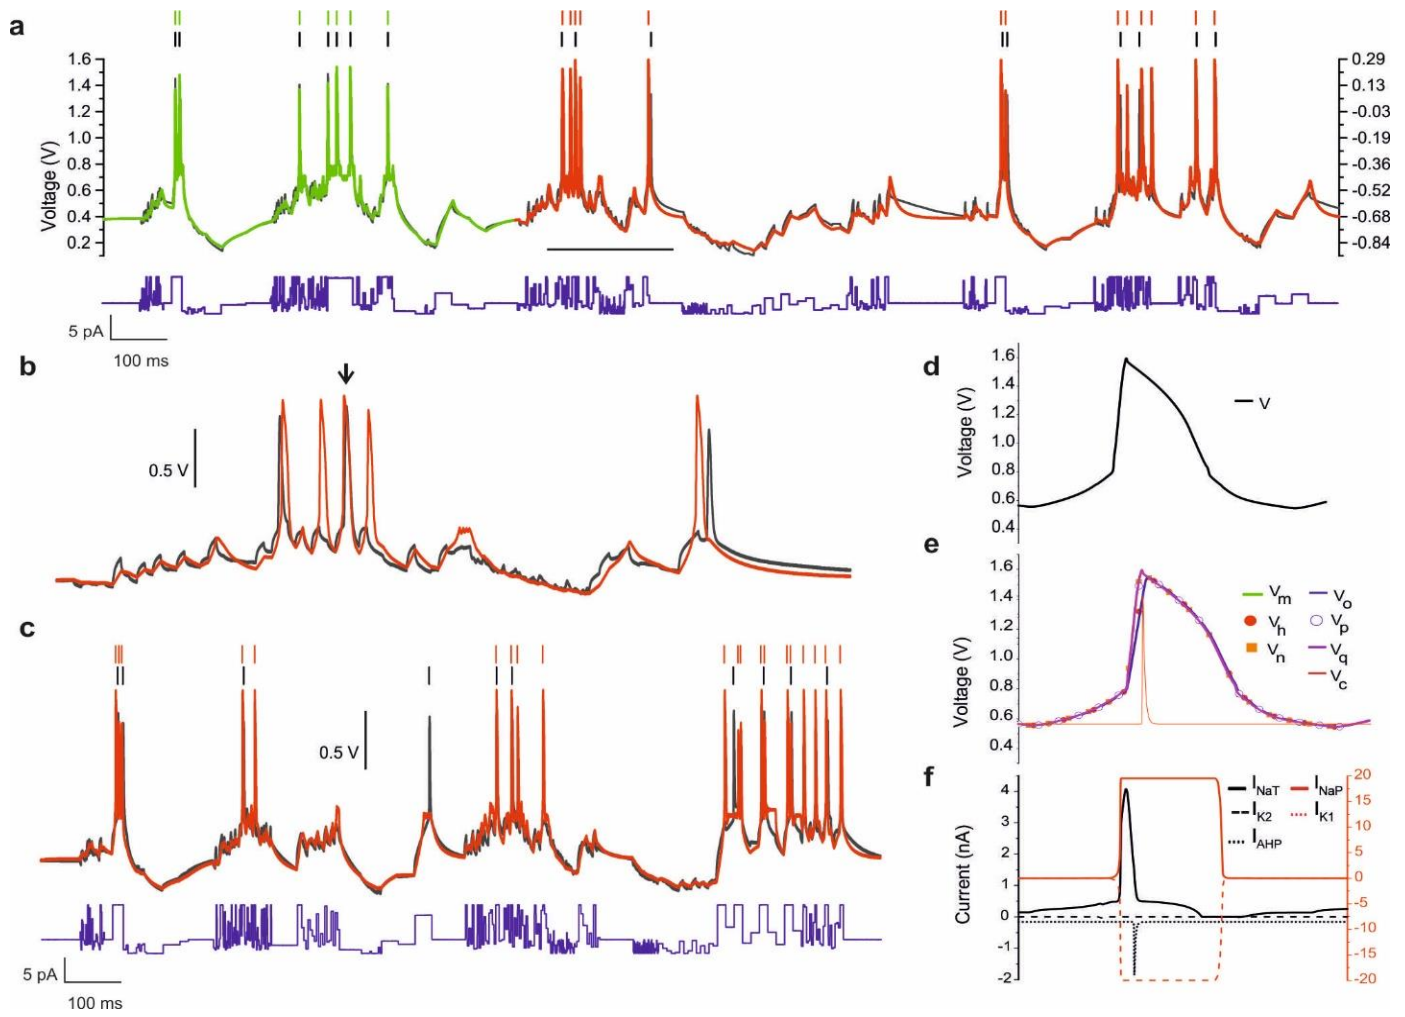 a
1.6
1.4
1.2
1.0
0.8
0.6
0.4
0.2
Voltage (V)
0.29
0.13
-0.03
-0.19
-0.36
-0.52
-0.68
-0.84
5 pA
100 ms
b
0.5 V
c
0.5 V
5 pA
100 ms
d
1.6
1.4
1.2
1.0
0.8
0.6
0.4
Voltage (V)
V
e
1.6
1.4
1.2
1.0
0.8
0.6
0.4
Voltage (V)
Vm
Vh
Vn
Vo
Vp
Vq
Vc
f
4
3
2
1
0
-1
-2
Current (nA)
INaT
INaP
IK2
IK1
IAHP
20
15
10
5
0
-5
-10
-15
-20